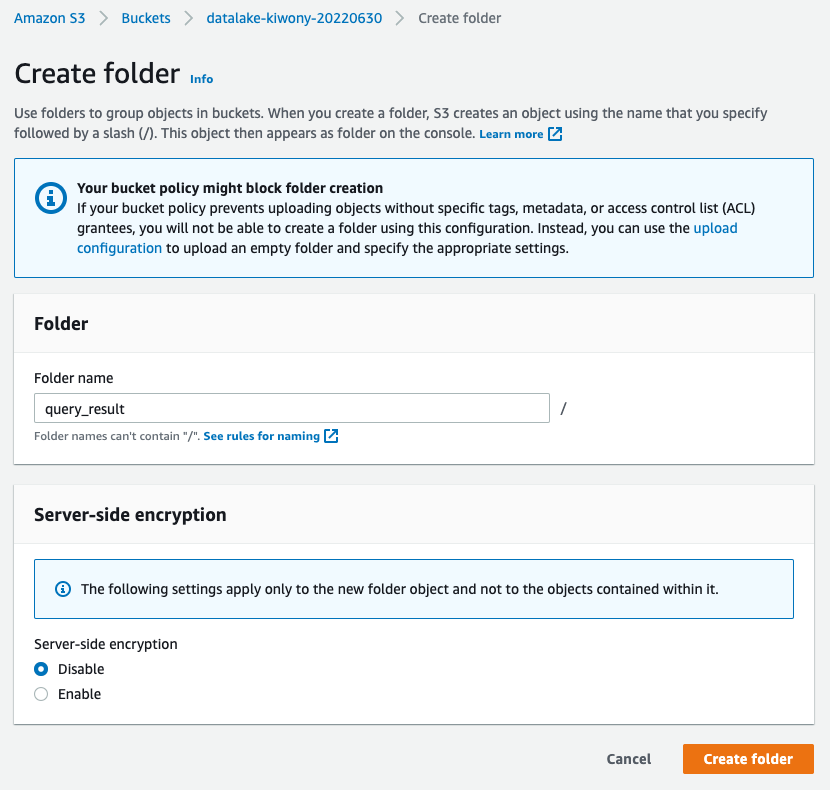 Amazon S3 > Buckets > datalake-kiwony-20220630 > Create folder
Create folder Info
Use folders to group objects in buckets. When you create a folder, S3 creates an object using the name that you specify
followed by a slash (/). This object then appears as folder on the console. Learn more
Your bucket policy might block folder creation
If your bucket policy prevents uploading objects without specific tags, metadata, or access control list (ACL)
grantees, you will not be able to create a folder using this configuration. Instead, you can use the upload
configuration to upload an empty folder and specify the appropriate settings.
Folder
Folder name
query_result /
Folder names can't contain "/". See rules for naming
Server-side encryption
The following settings apply only to the new folder object and not to the objects contained within it.
Server-side encryption
Disable
Enable
Cancel Create folder